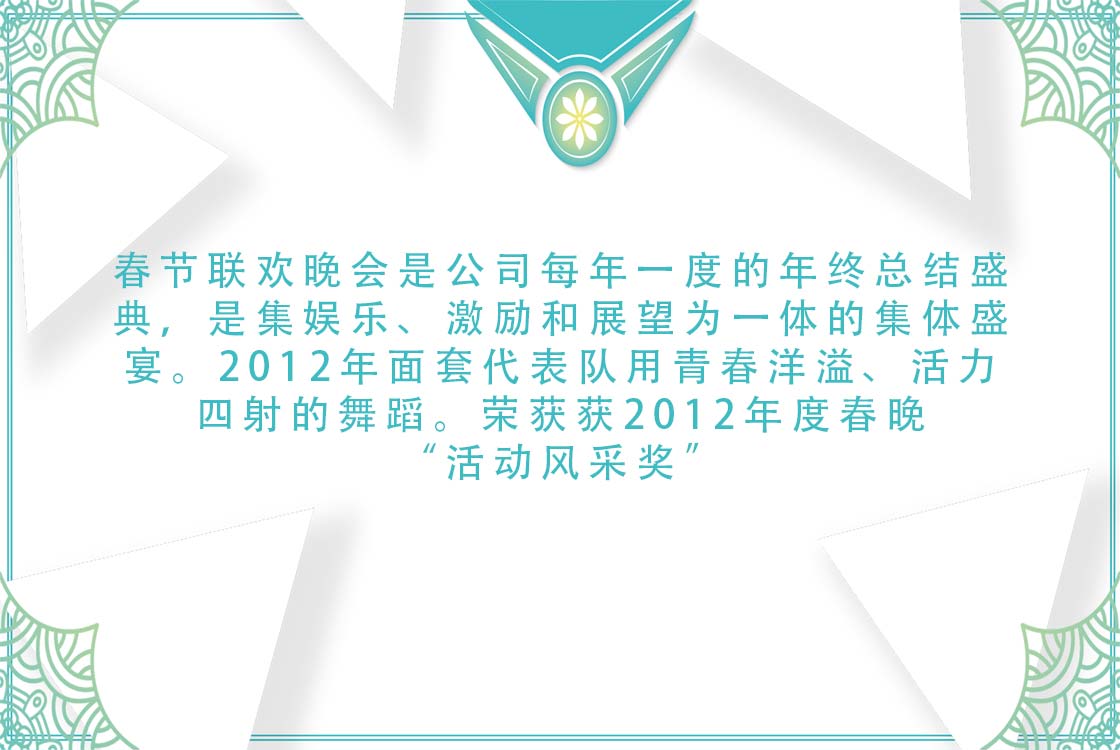 春节联欢晚会是公司每年一度的年终总结盛
典，是集娱乐、激励和展望为一体的集体盛
宴。2012年面套代表队用青春洋溢、活力
四射的舞蹈。荣获获2012年度春晚
“活动风采奖”